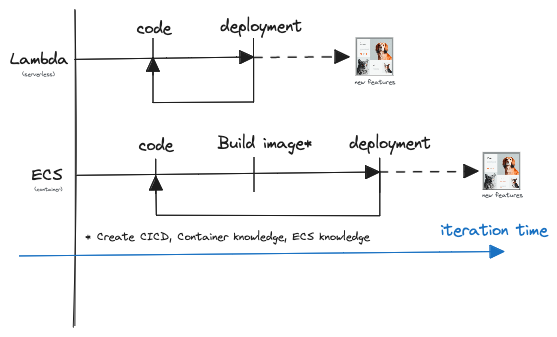 code deployment
Lambda
(serverless)
new features
code Build image* deployment
ECS
(container)
new features
* Create CICD, Container knowledge, ECS knowledge
iteration time